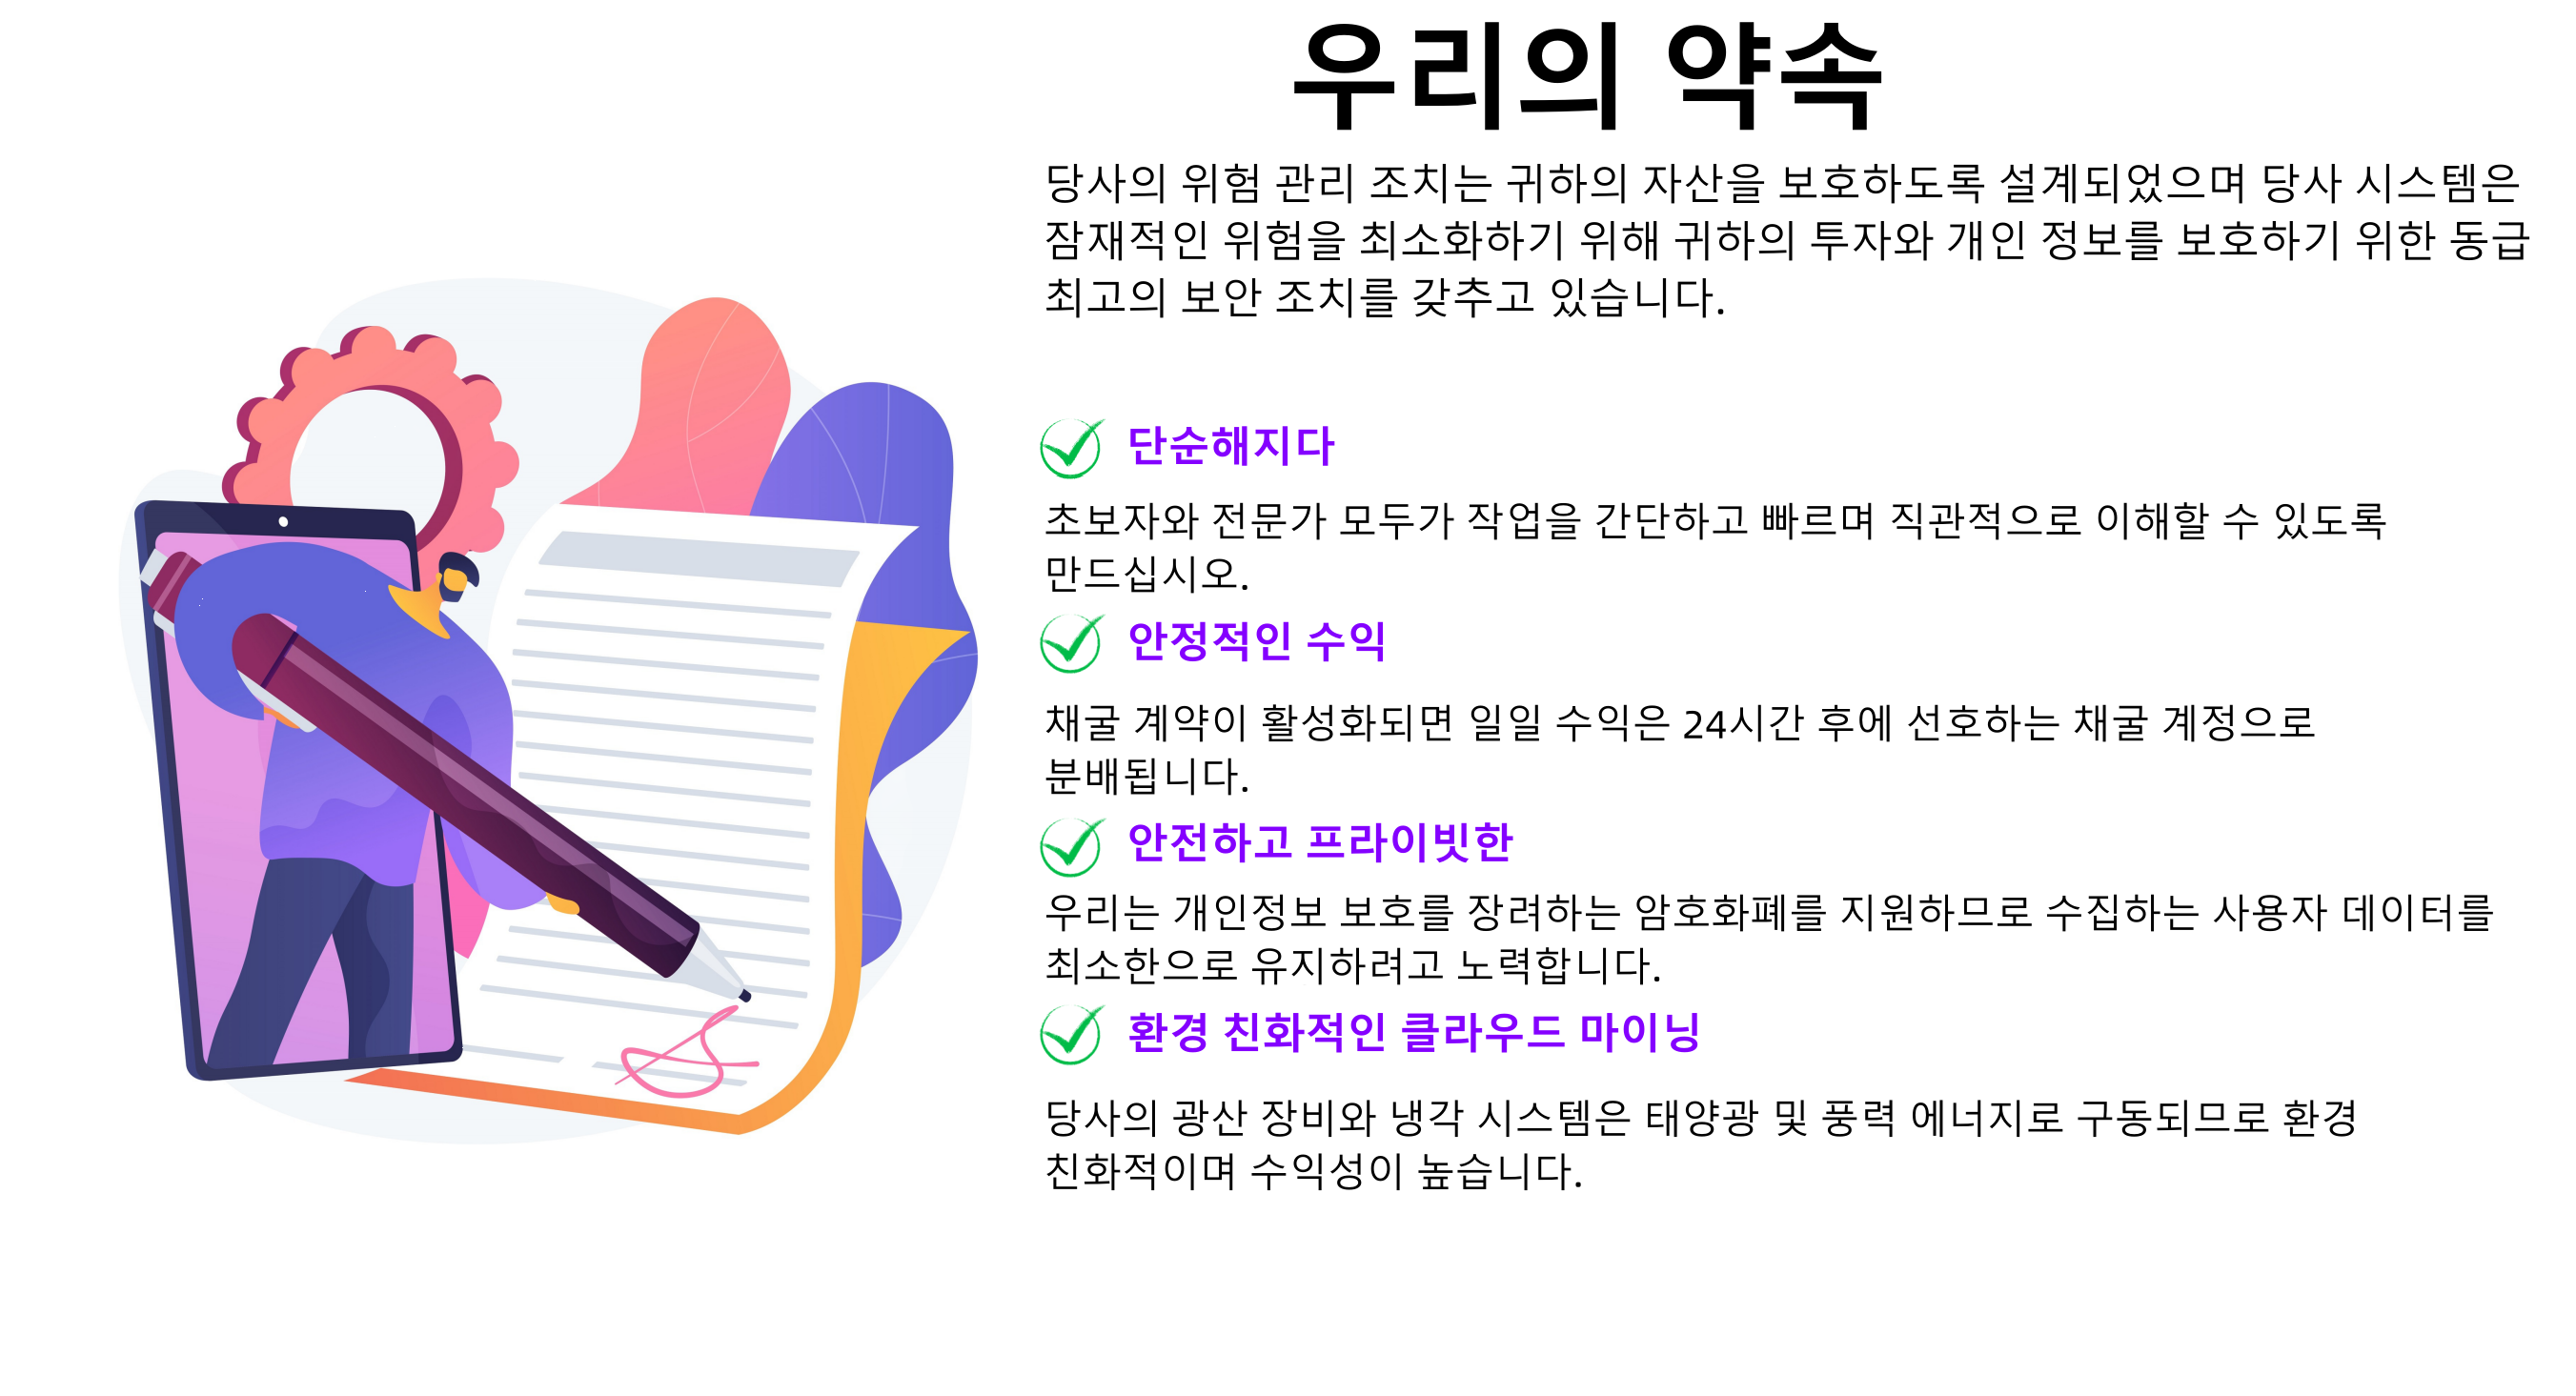 우리의 약속
당사의 위험 관리 조치는 귀하의 자산을 보호하도록 설계되었으며 당사 시스템은
잠재적인 위험을 최소화하기 위해 귀하의 투자와 개인 정보를 보호하기 위한 동급
최고의 보안 조치를 갖추고 있습니다.
단순해지다
초보자와 전문가 모두가 작업을 간단하고 빠르며 직관적으로 이해할 수 있도록
만드십시오.
안정적인 수익
채굴 계약이 활성화되면 일일 수익은 24시간 후에 선호하는 채굴 계정으로
분배됩니다.
안전하고 프라이빗한
우리는 개인정보 보호를 장려하는 암호화폐를 지원하므로 수집하는 사용자 데이터를
최소한으로 유지하려고 노력합니다.
환경 친화적인 클라우드 마이닝
당사의 광산 장비와 냉각 시스템은 태양광 및 풍력 에너지로 구동되므로 환경
친화적이며 수익성이 높습니다.